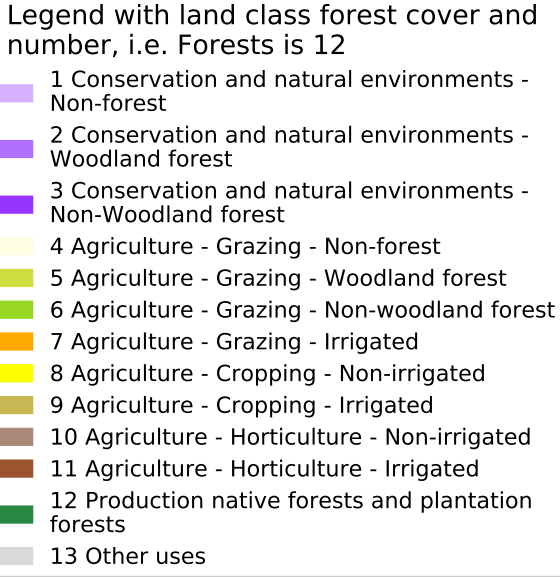 Legend with land class forest cover and
number, i.e. Forests is 12
1 Conservation and natural environments -
Non-forest
2 Conservation and natural environments -
Woodland forest
3 Conservation and natural environments -
Non-Woodland forest
4 Agriculture - Grazing - Non-forest
5 Agriculture - Grazing - Woodland forest
6 Agriculture - Grazing - Non-woodland forest
7 Agriculture - Grazing - Irrigated
8 Agriculture - Cropping - Non-irrigated
9 Agriculture - Cropping - Irrigated
10 Agriculture - Horticulture - Non-irrigated
11 Agriculture - Horticulture - Irrigated
12 Production native forests and plantation
forests
13 Other uses